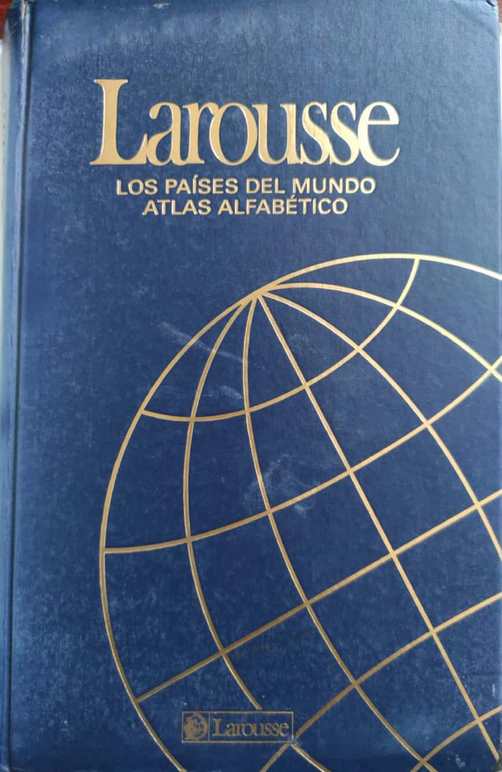 Larousse
LOS PAÍSES DEL MUNDO
ATLAS ALFABÉTICO
Larousse